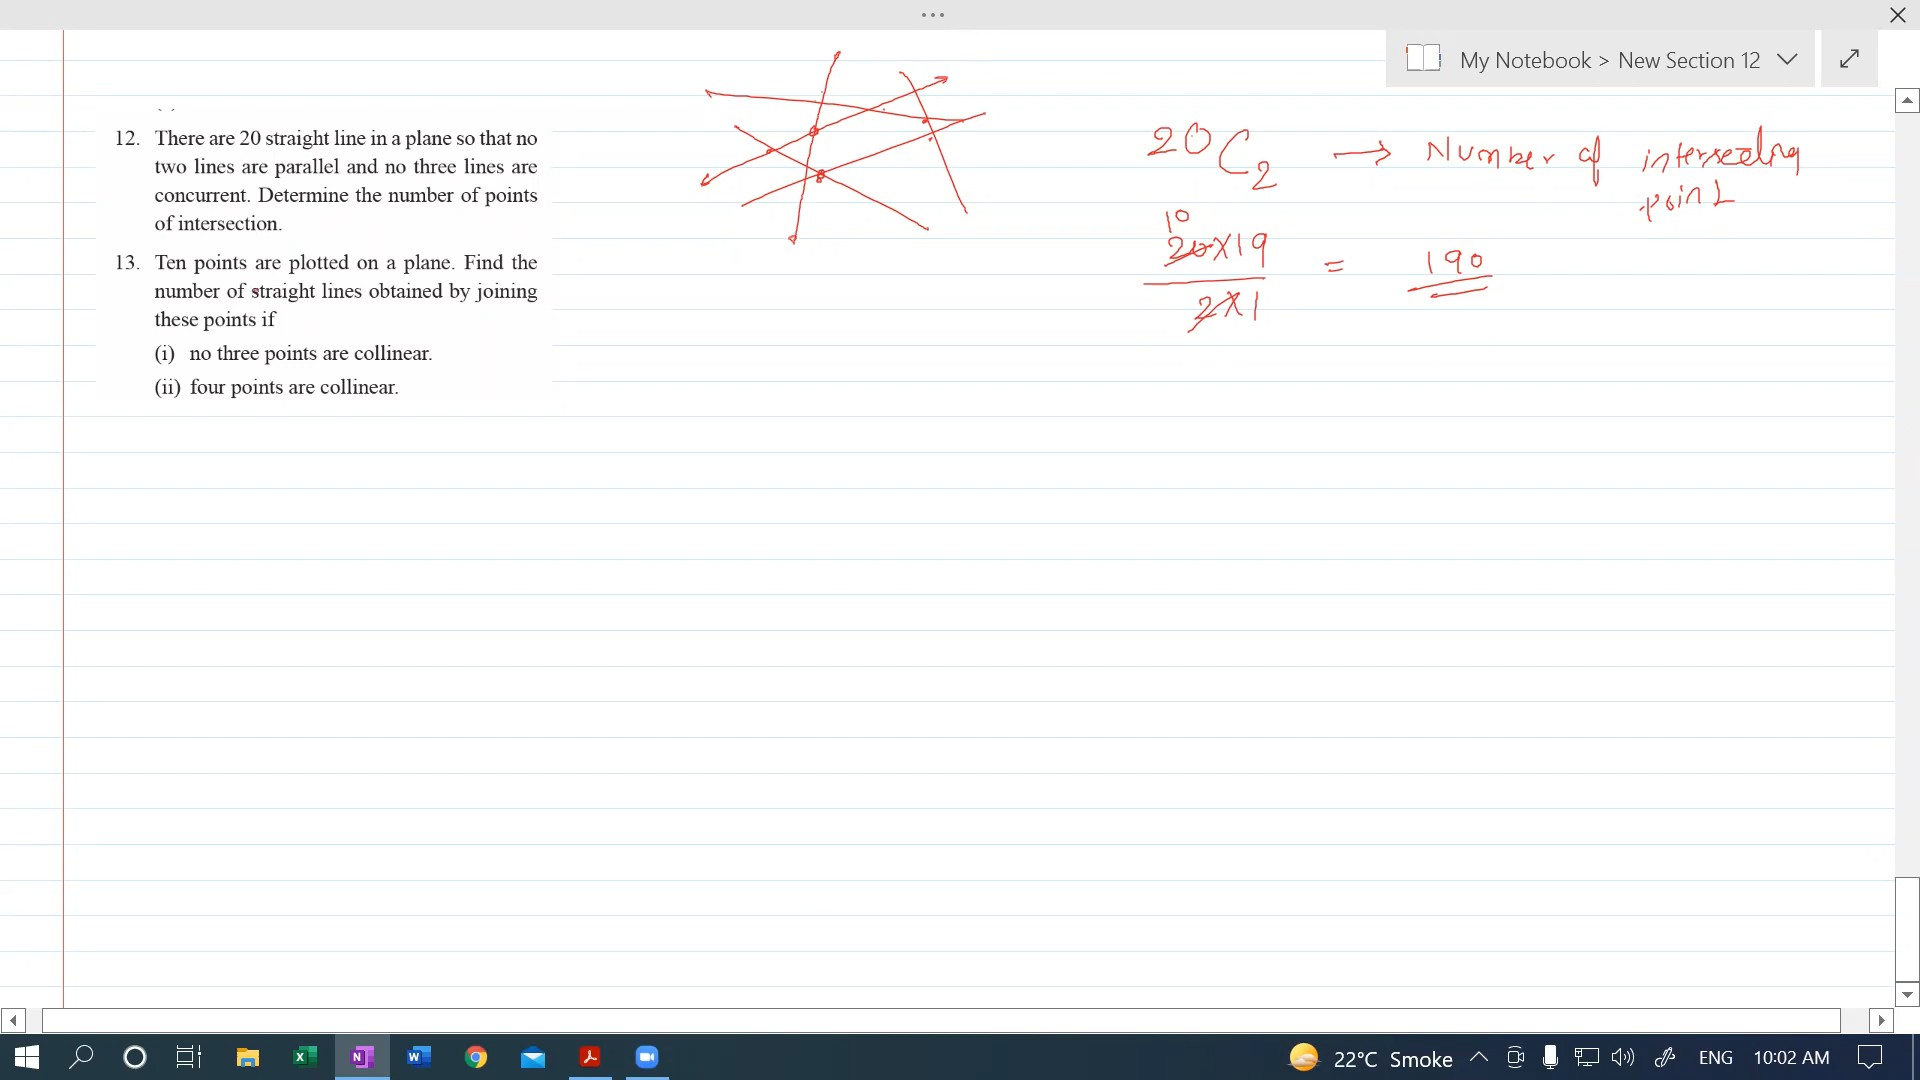 My Notebook > New Section 12
12. There are 20 straight line in a plane so that no
two lines are parallel and no three lines are
concurrent. Determine the number of points
of intersection.
13. Ten points are plotted on a plane. Find the
number of straight lines obtained by joining
these points if
(i) no three points are collinear.
(ii) four points are collinear.
20C2 → Number of intersecting
point
10
20×19
2×1
= 190
22°C Smoke
ENG
10:02 AM